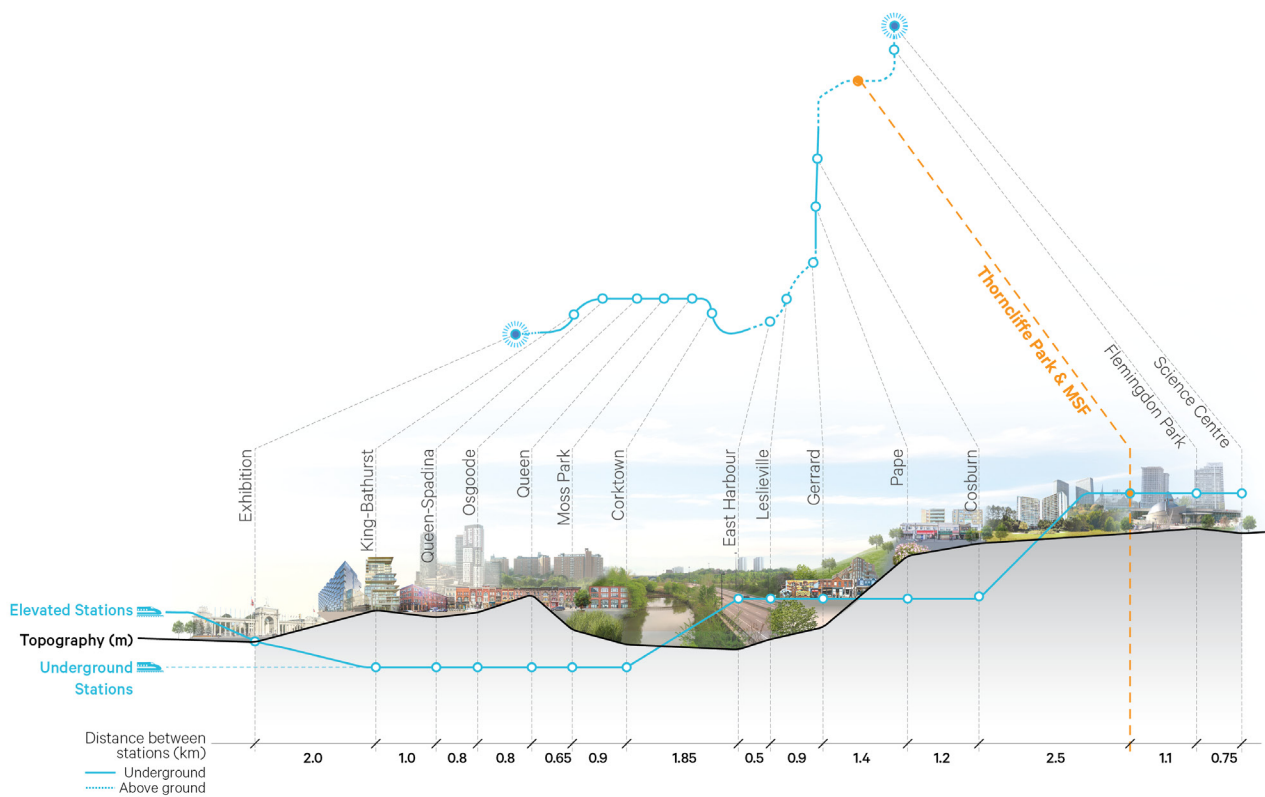 Thorncliffe Park & MSF
Flemingdon Park
Science Centre
Exhibition
King-Bathurst
Queen-Spadina
Osgoode
Queen
Moss Park
Corktown
East Harbour
Leslieville
Gerrard
Pape
Cosburn
Elevated Stations
Topography (m)
Underground
Stations
Distance between
stations (km)
2.0 1.0 0.8 0.8 0.65 0.9 1.85 0.5 0.9 1.4 1.2 2.5 1.1 0.75
Underground
Above ground